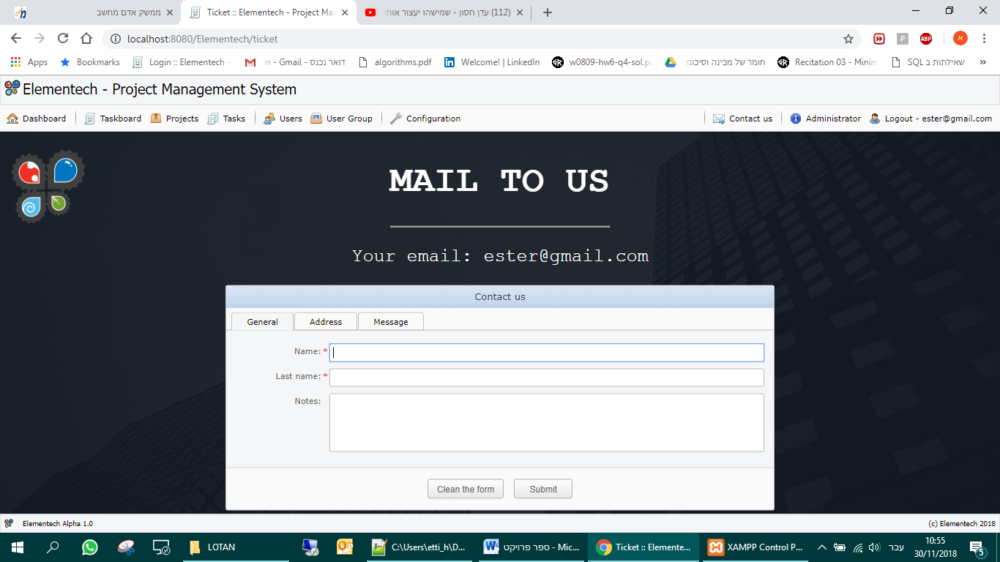 ממשק אדם מחשב
Ticket :: Elementech - Project Ma
(112) עדן חסון - שמישהו יעצור אותי
localhost:8080/Elementech/ticket
ABP
א
Apps
Bookmarks
Login :: Elementech -
דואר נכנס - m - Gmail
algorithms.pdf
Welcome! | LinkedIn
w0809-hw6-q4-sol.pd
חומר של מכינה וסיכומי
Recitation 03 - Minim
שאילתות ב SQL
»
Elementech - Project Management System
Dashboard
Taskboard
Projects
Tasks
Users
User Group
Configuration
Contact us
Administrator
Logout - ester@gmail.com
MAIL TO US
Your email: ester@gmail.com
Contact us
General
Address
Message
Name: *
Last name: *
Notes:
Clean the form
Submit
Elementech Alpha 1.0
(c) Elementech 2018
LOTAN
C:\Users\etti_h\D...
ספר פרויקט - Mic...
Ticket :: Elemente...
XAMPP Control P...
עבר
10:55
30/11/2018
5